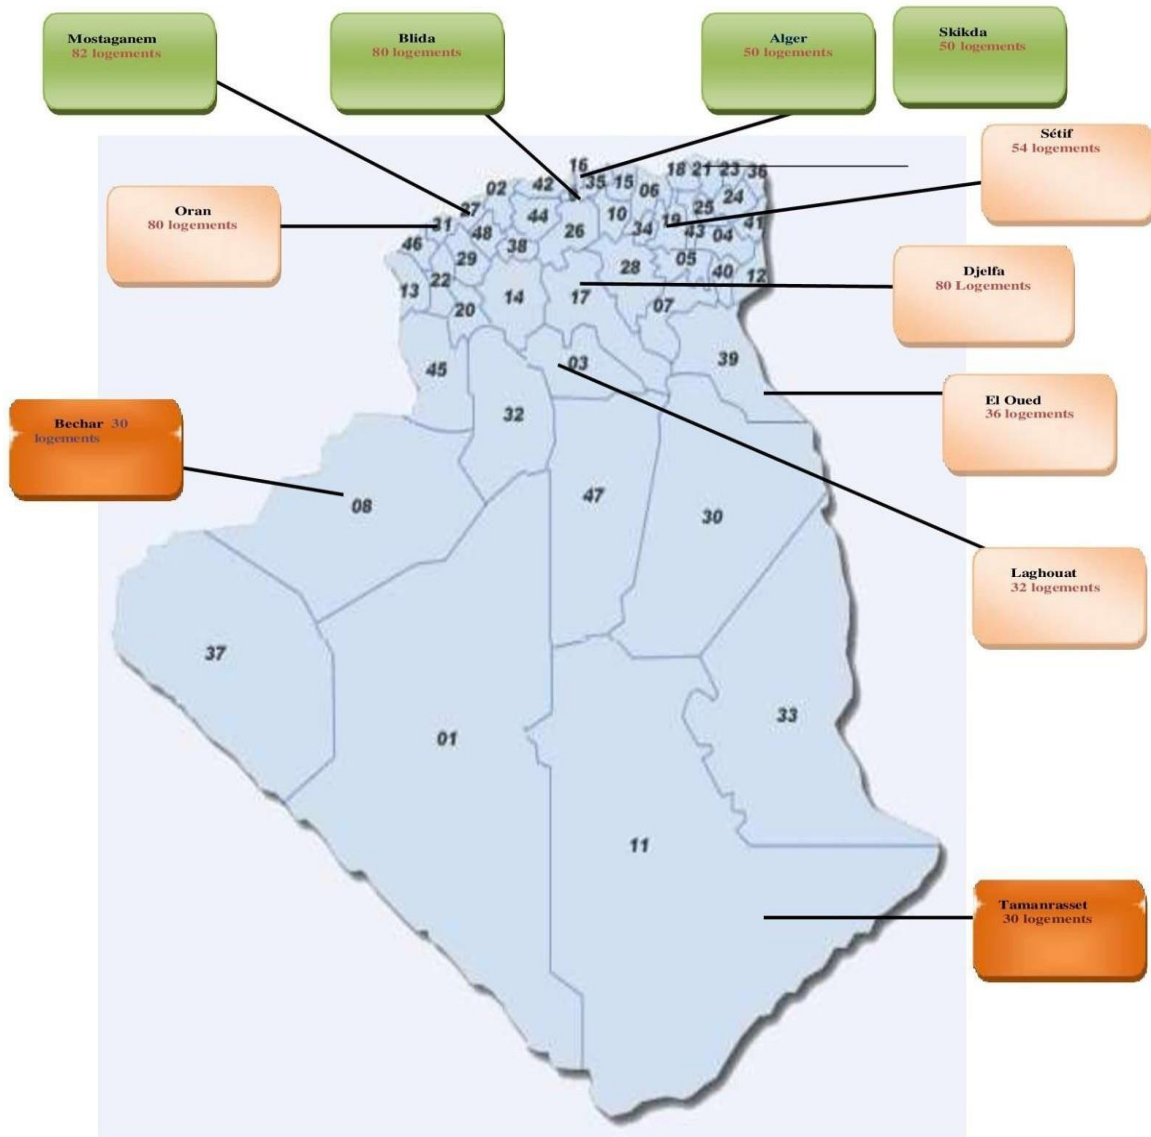 Mostaganem
82 logements
Blida
80 logements
Alger
50 logements
Skikda
50 logements
Sétif
54 logements
Oran
80 logements
Djelfa
80 Logements
El Oued
36 logements
Bechar 30
logements
Laghouat
32 logements
Tamanrasset
30 logements
16
18 21 23 36
02 42 35 15 06
27 44 10 25 24
31 48 26 34 19 43 04 41
46 38
29 28 05 40 12
13 22 14 17 07
20
45 03 39
32
08 47 30
37
01 33
11